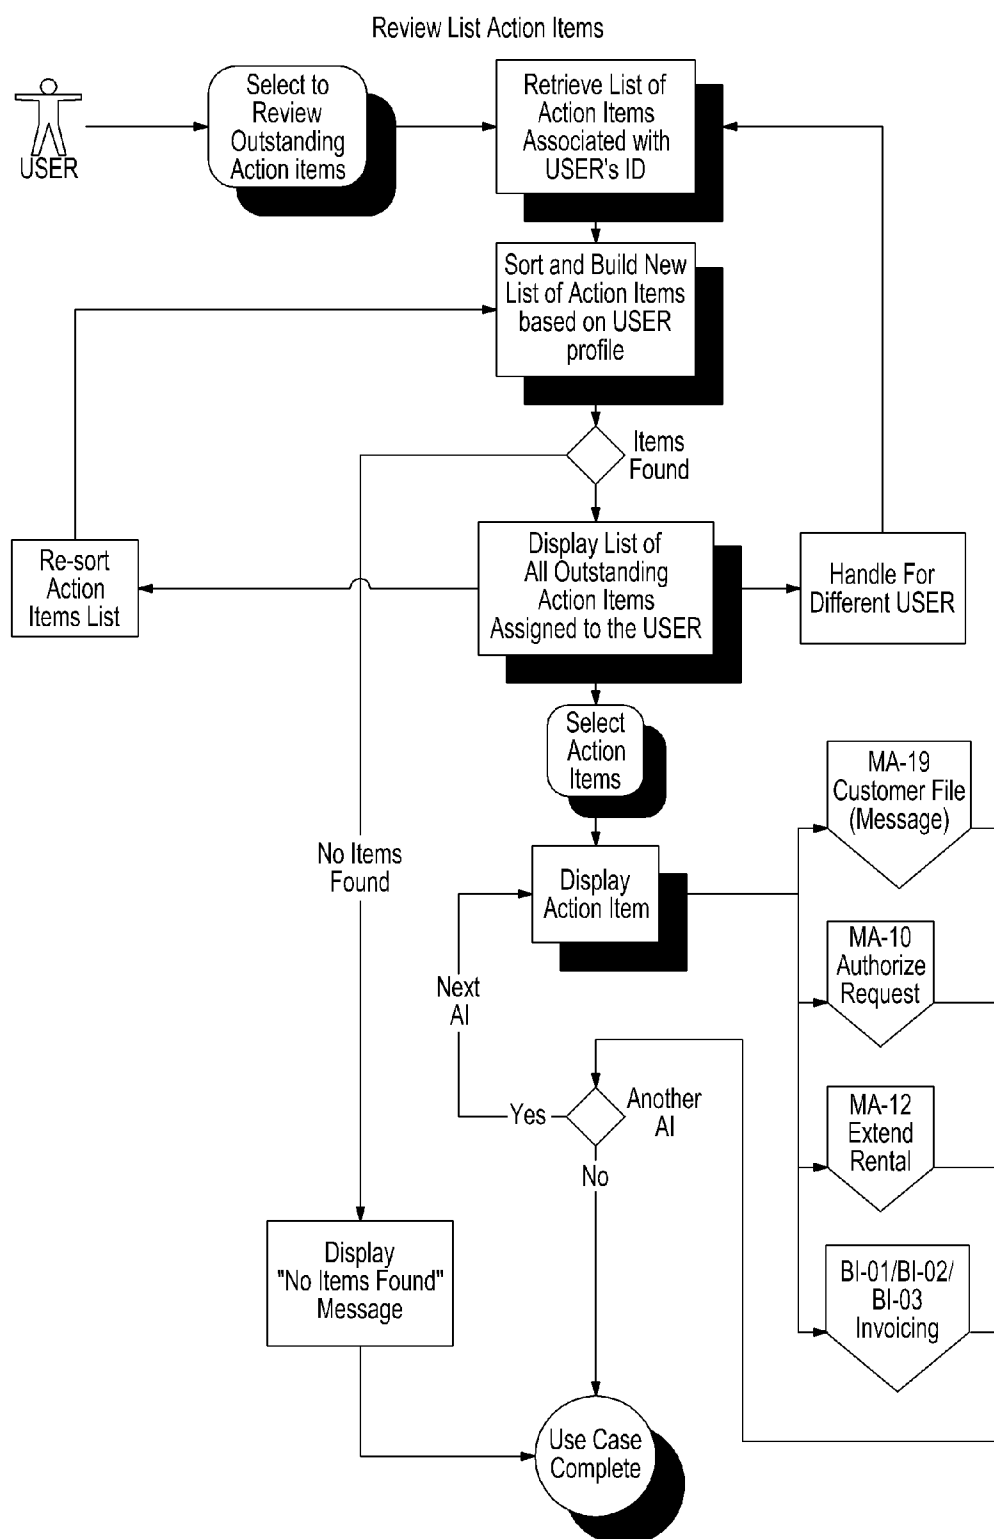 Review List Action Items
USER
Select to
Review
Outstanding
Action items
Retrieve List of
Action Items
Associated with
USER's ID
Sort and Build New
List of Action Items
based on USER
profile
Items
Found
Re-sort
Action
Items List
Display List of
All Outstanding
Action Items
Assigned to the USER
Handle For
Different USER
Select
Action
Items
MA-19
Customer File
(Message)
No Items
Found
Display
Action Item
MA-10
Authorize
Request
Next
AI
Yes
Another
AI
MA-12
Extend
Rental
No
Display
"No Items Found"
Message
BI-01/BI-02/
BI-03
Invoicing
Use Case
Complete